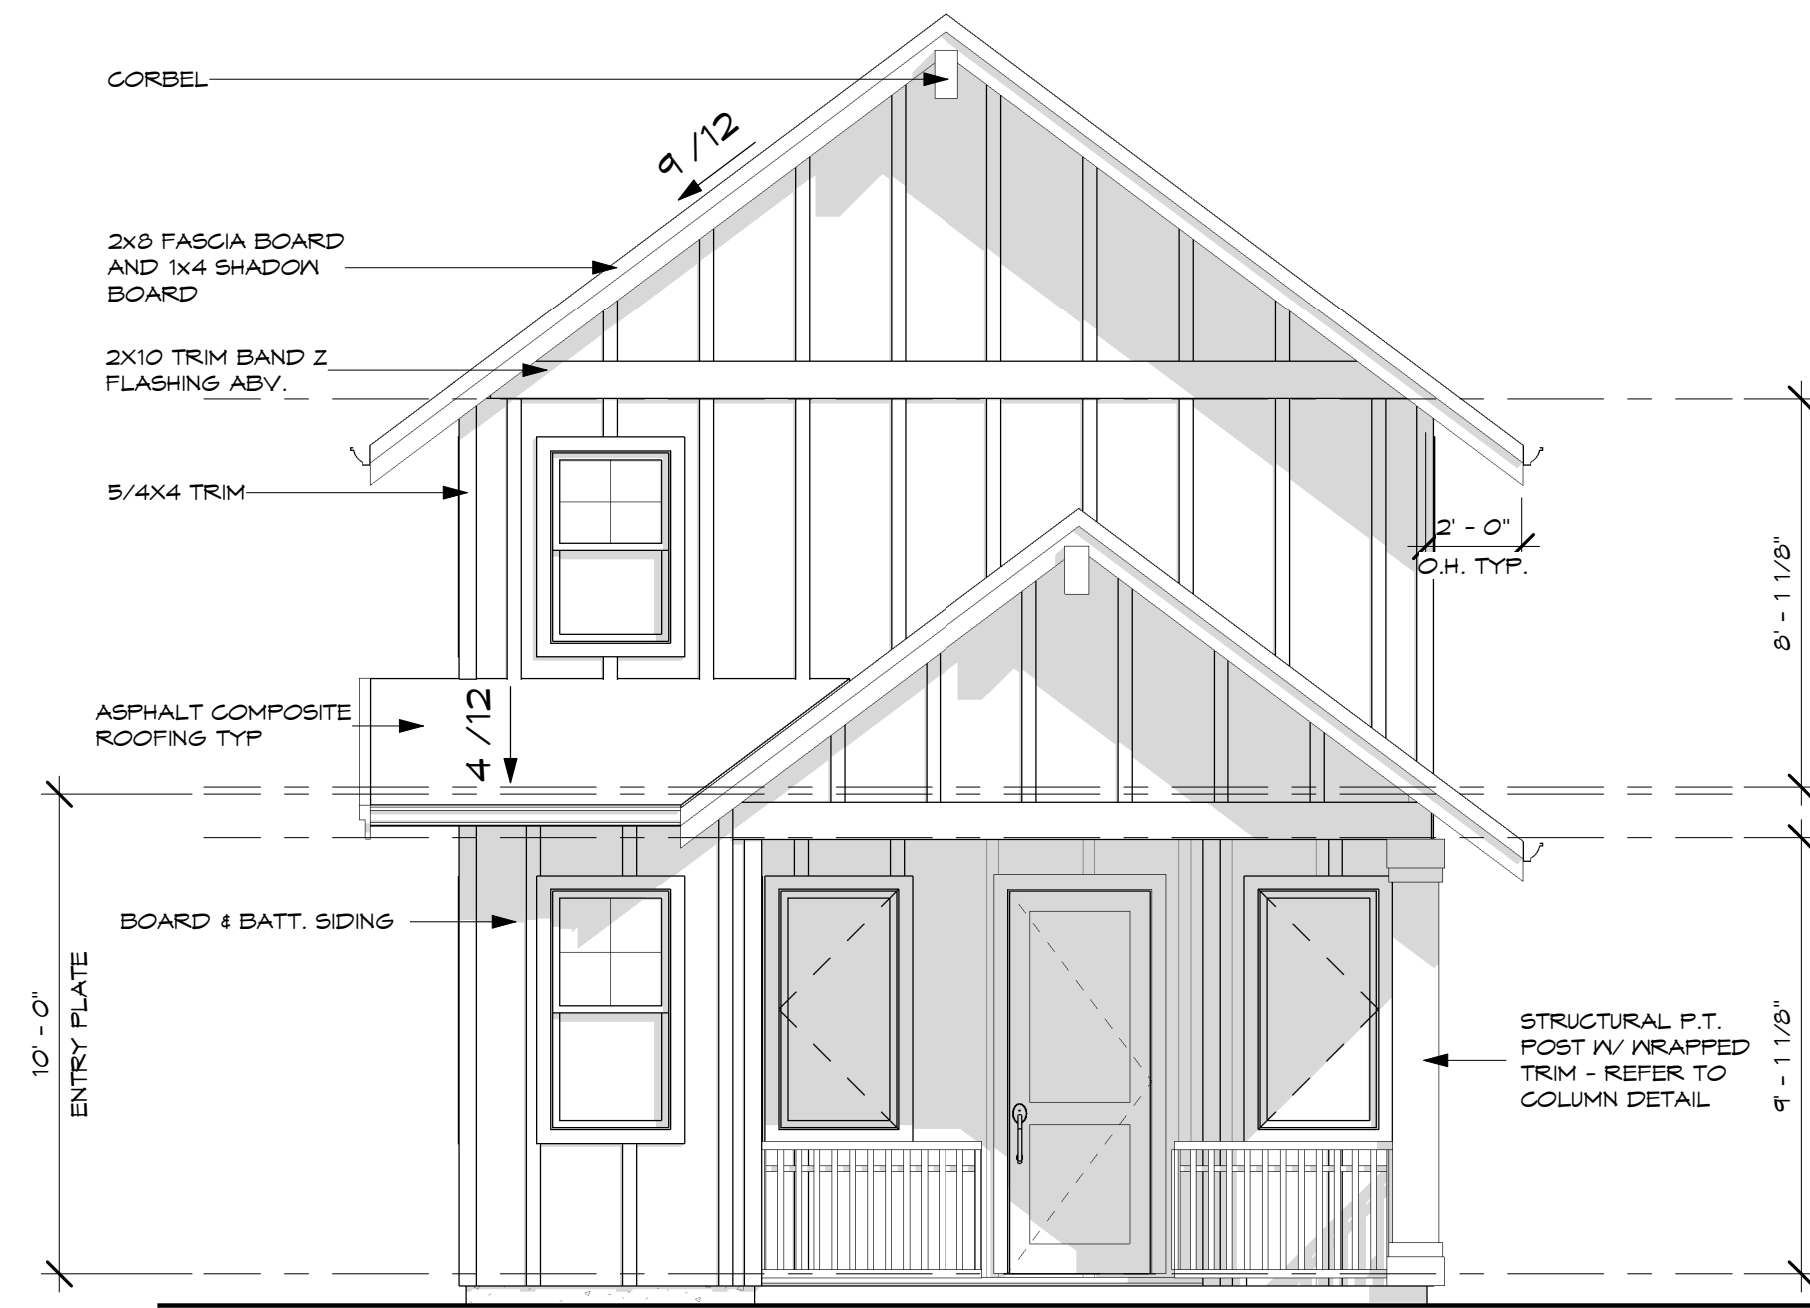 CORBEL
9 /12
2x8 FASCIA BOARD
AND 1x4 SHADOW
BOARD
2X10 TRIM BAND Z
FLASHING ABV.
5/4X4 TRIM
2' - 0"
O.H. TYP.
8' - 1 1/8"
ASPHALT COMPOSITE
ROOFING TYP
4 /12
BOARD & BATT. SIDING
10' - 0"
ENTRY PLATE
STRUCTURAL P.T.
POST W/ WRAPPED
TRIM - REFER TO
COLUMN DETAIL
9' - 1 1/8"